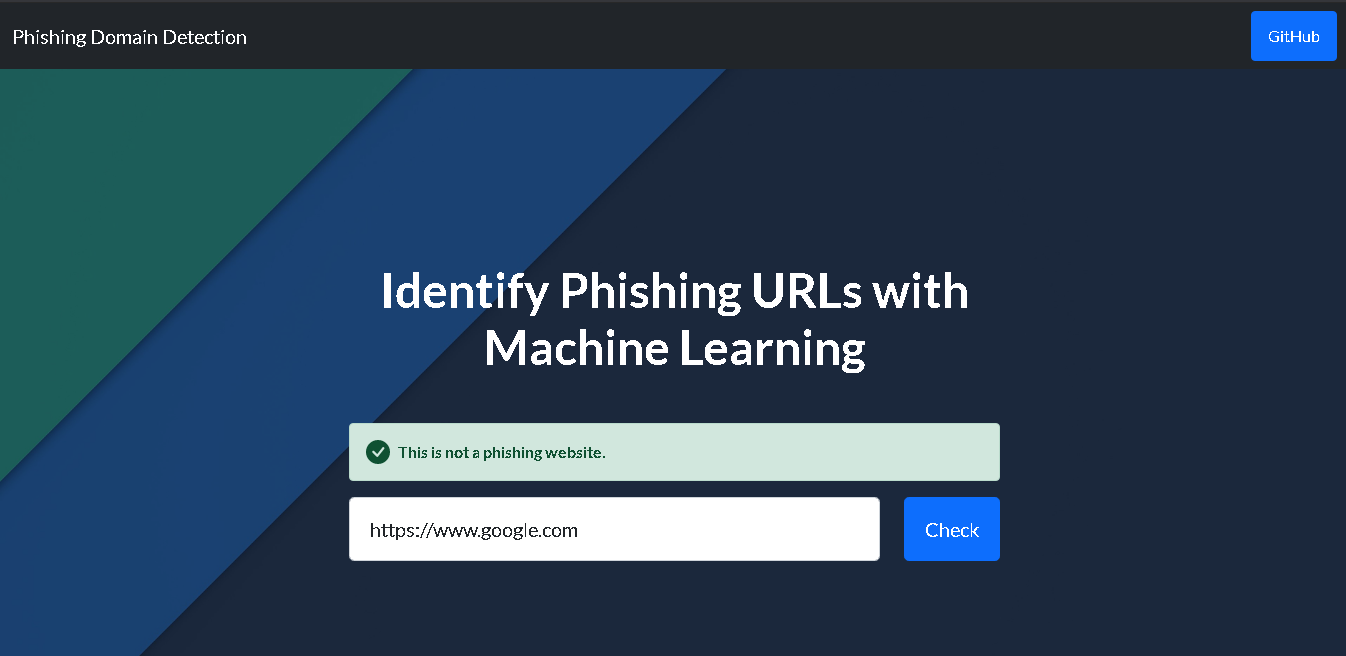 Phishing Domain Detection
GitHub
Identify Phishing URLs with
Machine Learning
This is not a phishing website.
https://www.google.com
Check